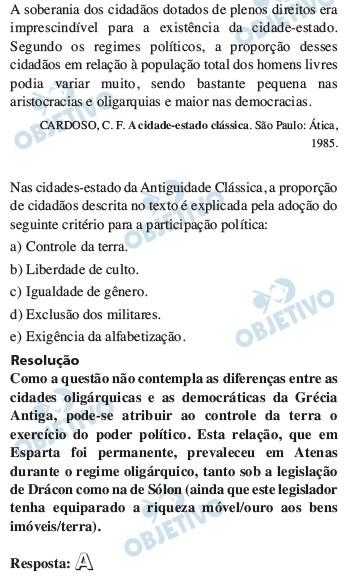 A soberania dos cidadãos dotados de plenos direitos era
imprescindível para a existência da cidade-estado.
Segundo os regimes políticos, a proporção desses
cidadãos em relação à população total dos homens livres
podia variar muito, sendo bastante pequena nas
aristocracias e oligarquias e maior nas democracias.
CARDOSO, C. F. A cidade-estado clássica. São Paulo: Ática,
1985.
Nas cidades-estado da Antiguidade Clássica, a proporção
de cidadãos descrita no texto é explicada pela adoção do
seguinte critério para a participação política:
a) Controle da terra.
b) Liberdade de culto.
c) Igualdade de gênero.
d) Exclusão dos militares.
e) Exigência da alfabetização.
Resolução
Como a questão não contempla as diferenças entre as
cidades oligárquicas e as democráticas da Grécia
Antiga, pode-se atribuir ao controle da terra o
exercício do poder político. Esta relação, que em
Esparta foi permanente, prevaleceu em Atenas
durante o regime oligárquico, tanto sob a legislação
de Drácon como na de Sólon (ainda que este legislador
tenha equiparado a riqueza móvel/ouro aos bens
imóveis/terra).
Resposta: A
OBJETIVO
OBJETIVO
OBJETIVO
OBJETIVO
OBJETIVO
OBJETIVO